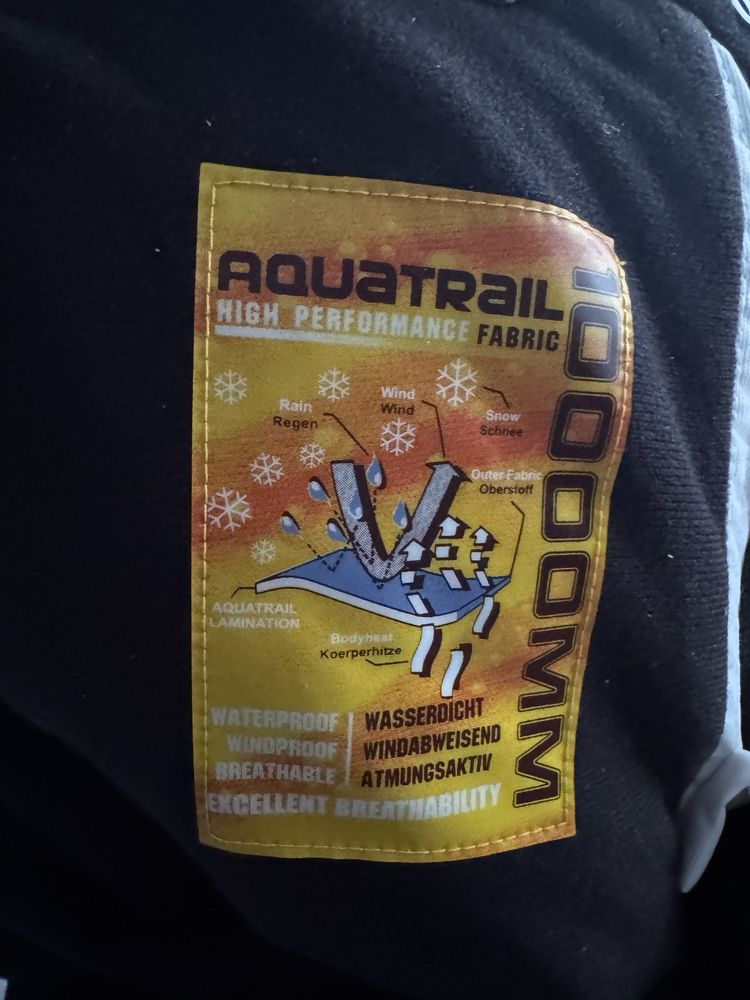 AQUATRAIL
HIGH PERFORMANCE FABRIC
10000MM
Rain
Regen
Wind
Wind
Snow
Schnee
Outer Fabric
Oberstoff
AQUATRAIL
LAMINATION
Bodyheat
Koerperhitze
WATERPROOF | WASSERDICHT
WINDPROOF | WINDABWEISEND
BREATHABLE | ATMUNGSAKTIV
EXCELLENT BREATHABILITY